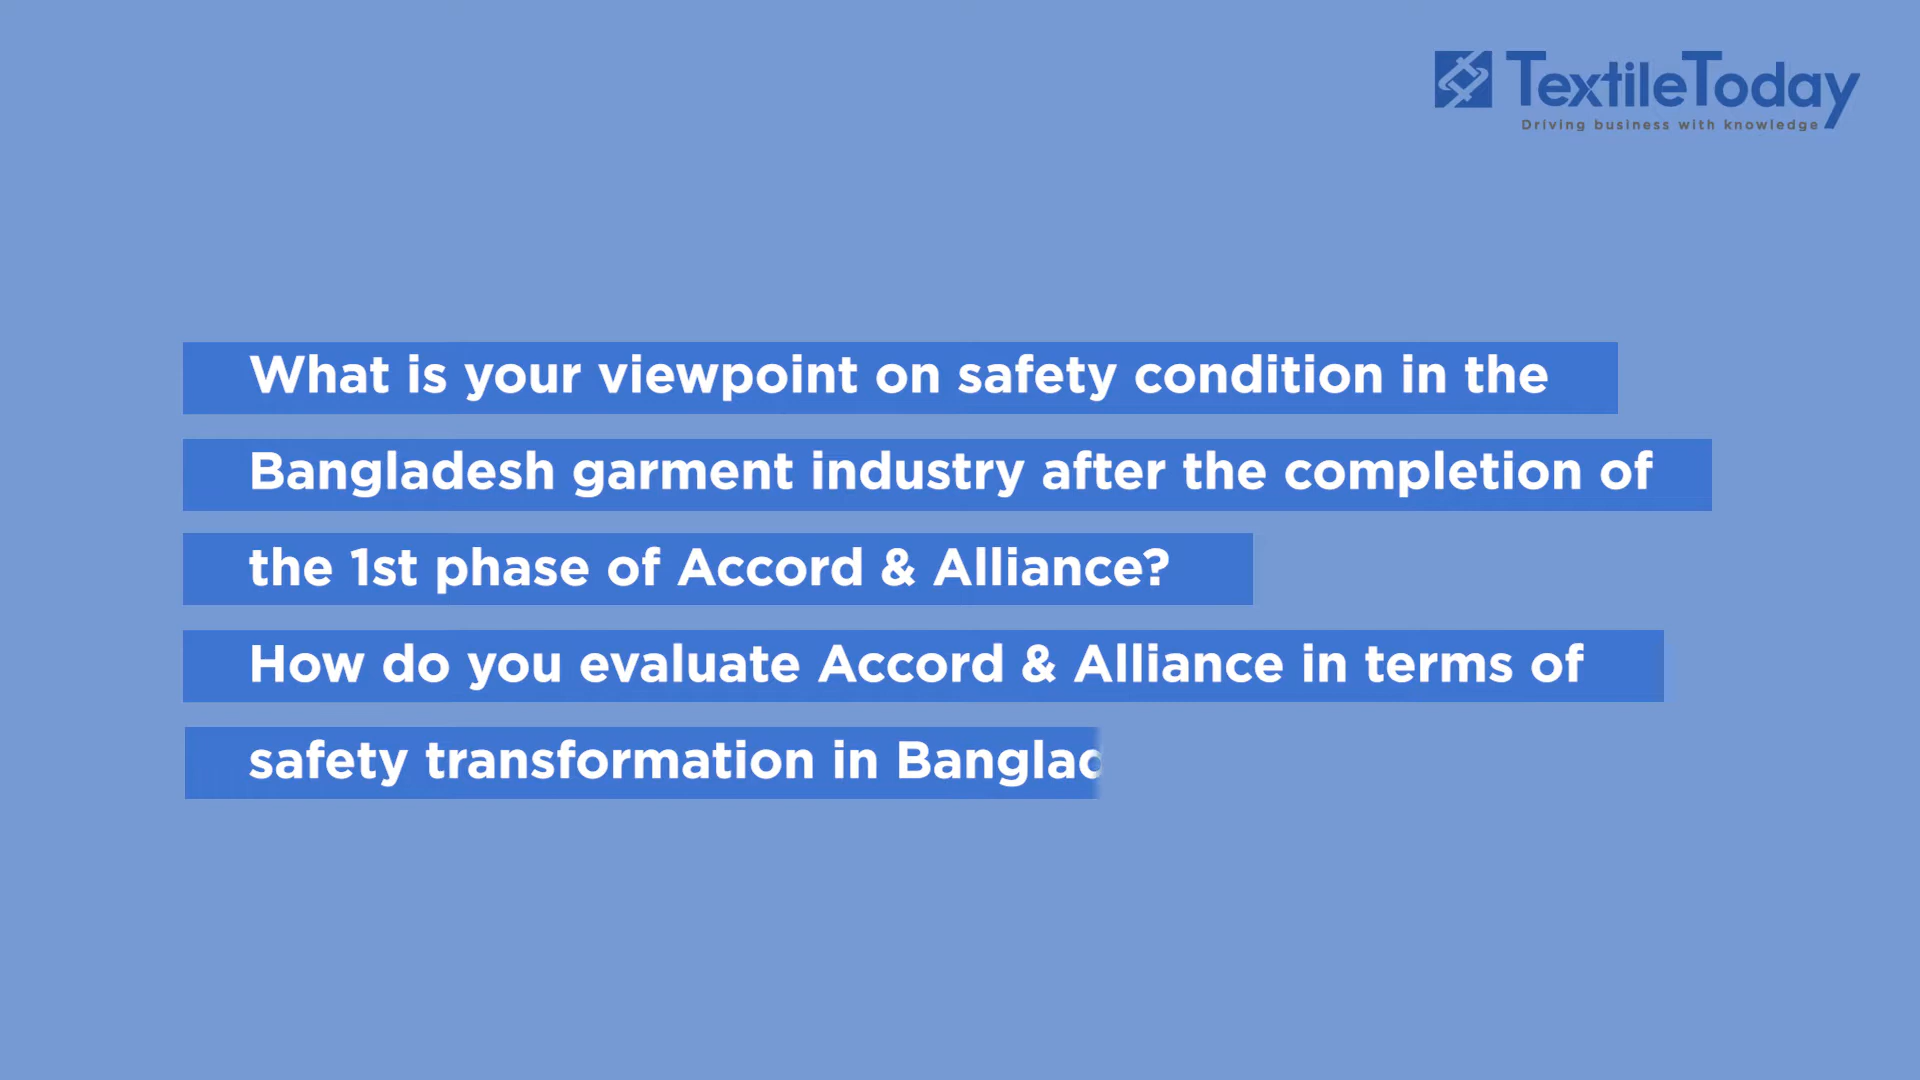 TextileToday
Driving business with knowledge
What is your viewpoint on safety condition in the
Bangladesh garment industry after the completion of
the 1st phase of Accord & Alliance?
How do you evaluate Accord & Alliance in terms of
safety transformation in